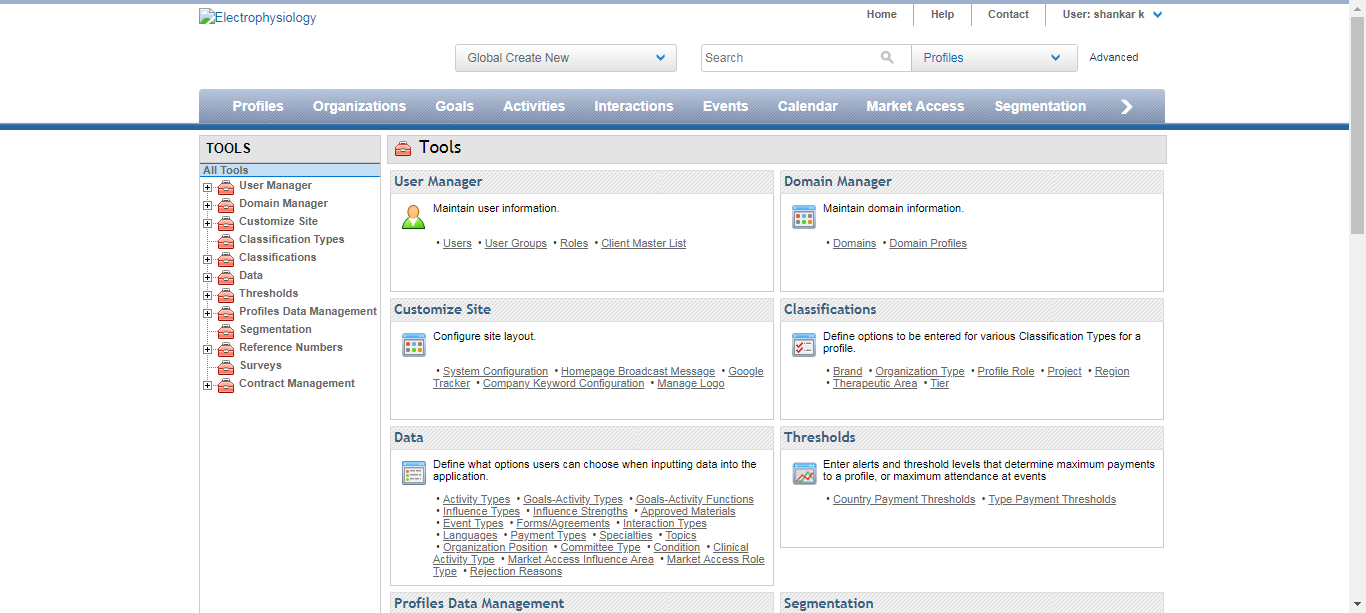 Electrophysiology
Home Help Contact User: shankar k
Global Create New Search Profiles Advanced
Profiles Organizations Goals Activities Interactions Events Calendar Market Access Segmentation
TOOLS
All Tools
User Manager
Domain Manager
Customize Site
Classification Types
Classifications
Data
Thresholds
Profiles Data Management
Segmentation
Reference Numbers
Surveys
Contract Management
Tools
User Manager
Maintain user information.
• Users • User Groups • Roles • Client Master List
Domain Manager
Maintain domain information.
• Domains • Domain Profiles
Customize Site
Configure site layout.
• System Configuration • Homepage Broadcast Message • Google
Tracker • Company Keyword Configuration • Manage Logo
Classifications
Define options to be entered for various Classification Types for a
profile.
• Brand • Organization Type • Profile Role • Project • Region
• Therapeutic Area • Tier
Data
Define what options users can choose when inputting data into the
application.
• Activity Types • Goals-Activity Types • Goals-Activity Functions
• Influence Types • Influence Strengths • Approved Materials
• Event Types • Forms/Agreements • Interaction Types
• Languages • Payment Types • Specialties • Topics
• Organization Position • Committee Type • Condition • Clinical
Activity Type • Market Access Influence Area • Market Access Role
Type • Rejection Reasons
Thresholds
Enter alerts and threshold levels that determine maximum payments
to a profile, or maximum attendance at events
• Country Payment Thresholds • Type Payment Thresholds
Profiles Data Management
Segmentation